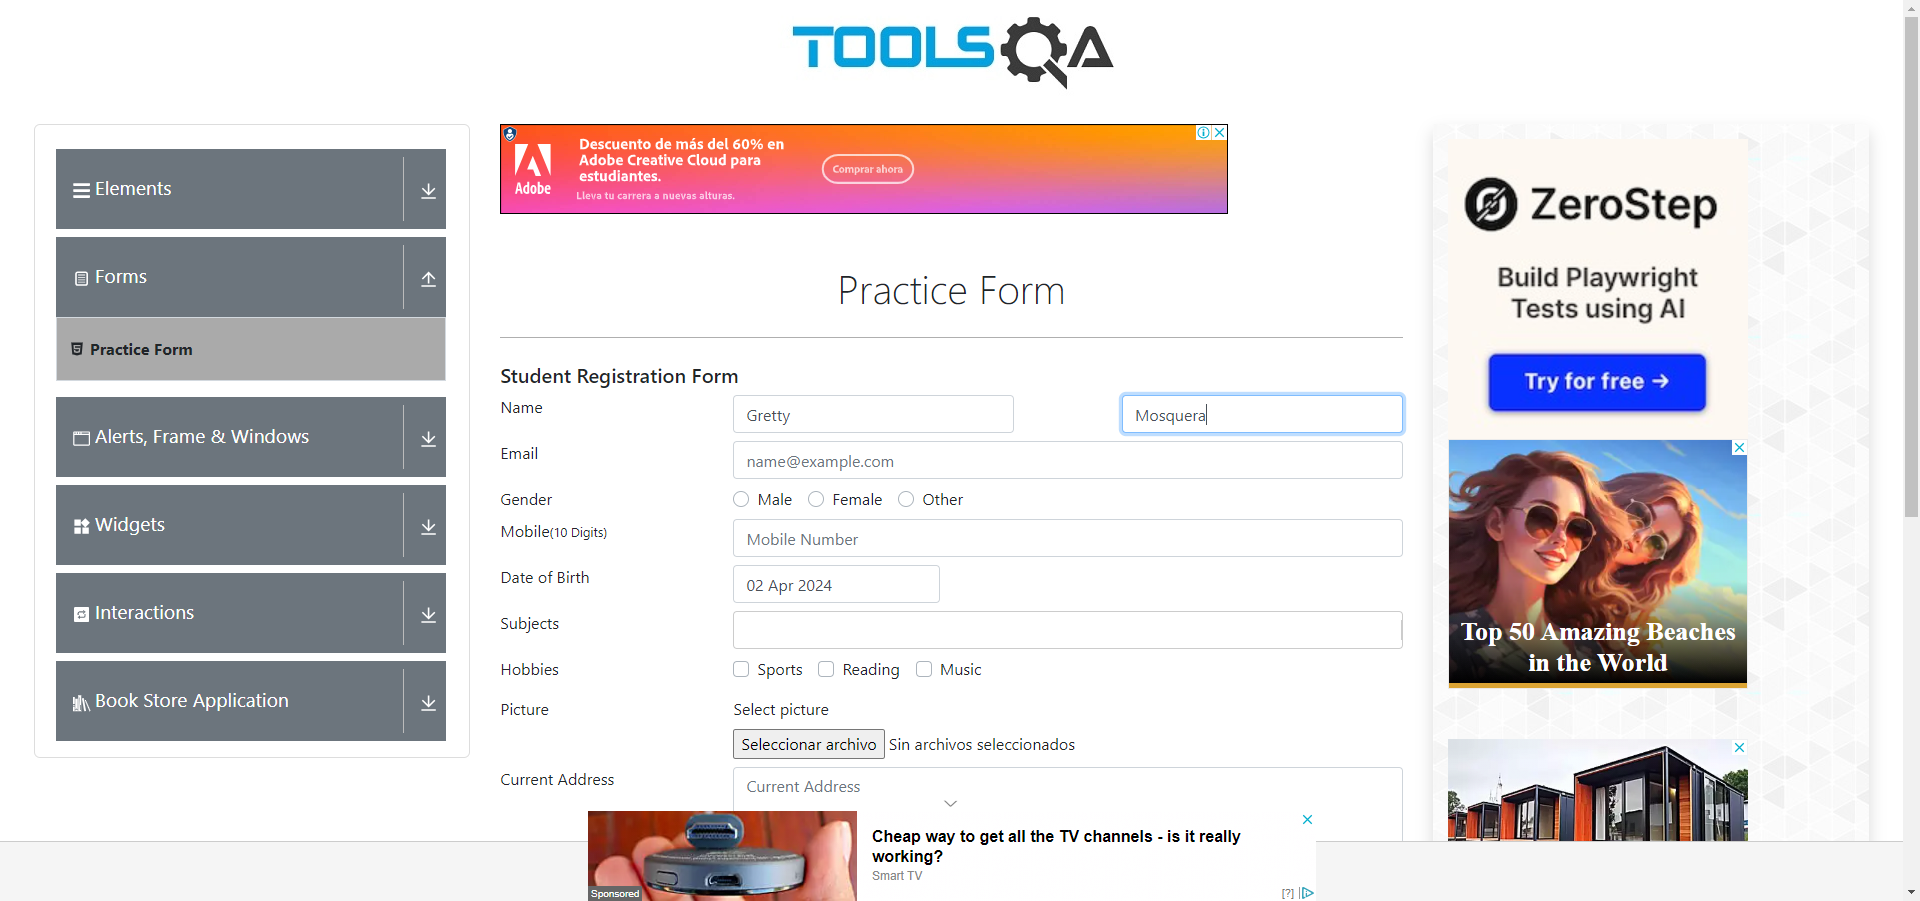 TOOLSQA
Elements
Forms
Practice Form
Alerts, Frame & Windows
Widgets
Interactions
Book Store Application
Adobe
Descuento de más del 60% en
Adobe Creative Cloud para
estudiantes.
Lleva tu carrera a nuevas alturas.
Comprar ahora
Practice Form
Student Registration Form
Name
Gretty
Mosquera
Email
name@example.com
Gender
Male Female Other
Mobile(10 Digits)
Mobile Number
Date of Birth
02 Apr 2024
Subjects
Hobbies
Sports Reading Music
Picture
Select picture
Seleccionar archivo Sin archivos seleccionados
Current Address
Current Address
ZeroStep
Build Playwright
Tests using AI
Try for free →
Top 50 Amazing Beaches
in the World
Cheap way to get all the TV channels - is it really
working?
Smart TV
Sponsored
[?]